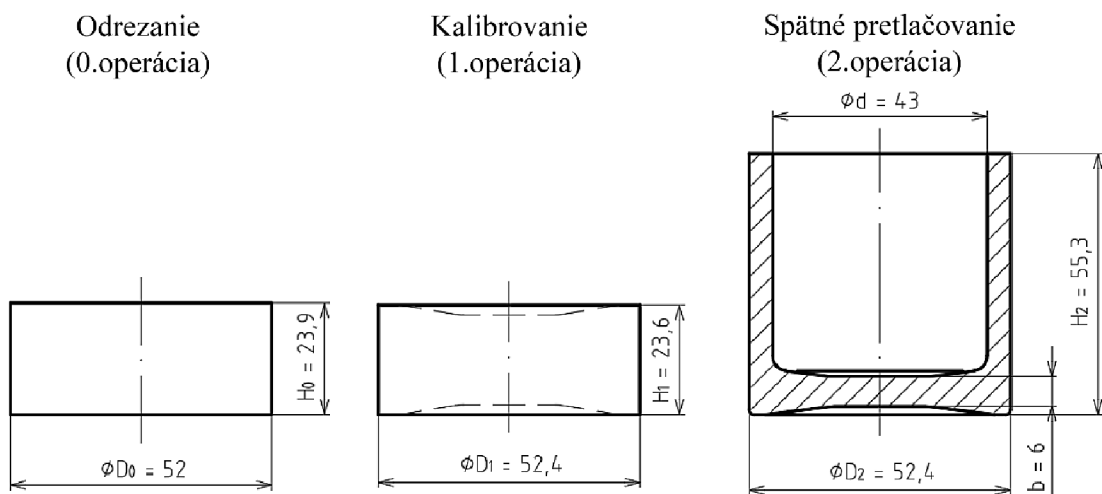 Odrezanie
(0.operácia)
Kalibrovanie
(1.operácia)
Spätné pretlačovanie
(2.operácia)
Ød = 43
H0 = 23,9
H1 = 23,6
H2 = 55,3
b = 6
ØD0 = 52
ØD1 = 52,4
ØD2 = 52,4